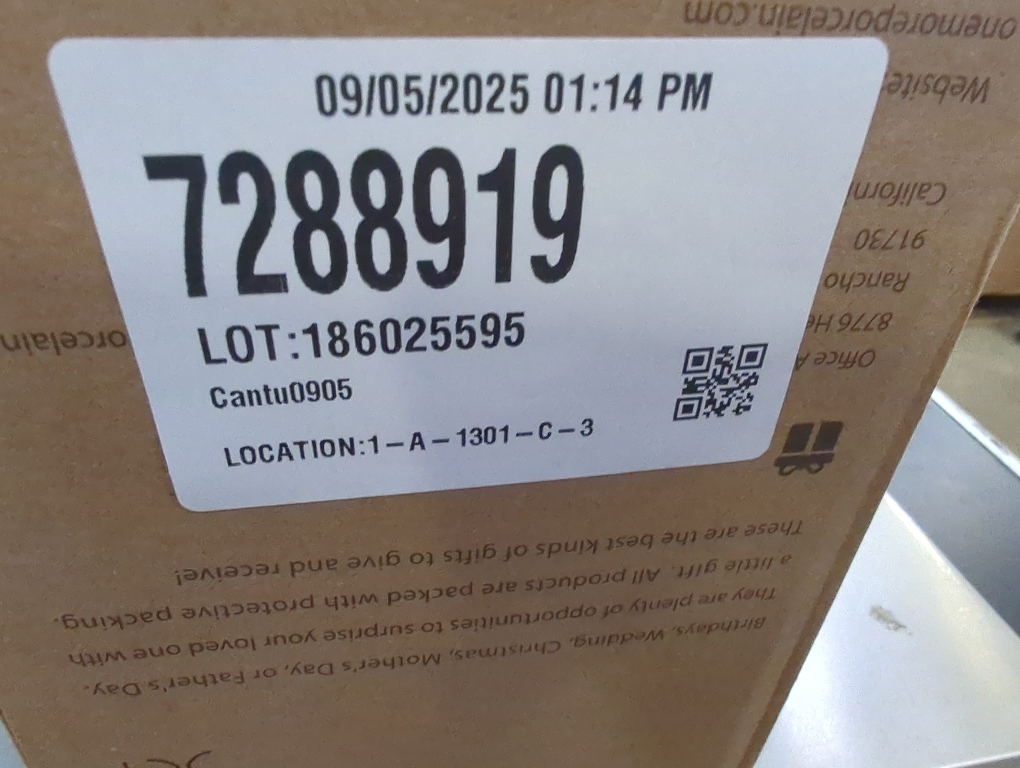 09/05/2025 01:14 PM
7288919
LOT:186025595
Cantu0905
LOCATION:1-A-1301-C-3
Birthdays, Wedding, Christmas, Mother's Day, or Father's Day.
They are plenty of opportunities to surprise your loved one with
a little gift. All products are packed with protective packing.
These are the best kinds of gifts to give and receive!
Office
8776
Rancho
91730
Website
onemoreporcelain.com